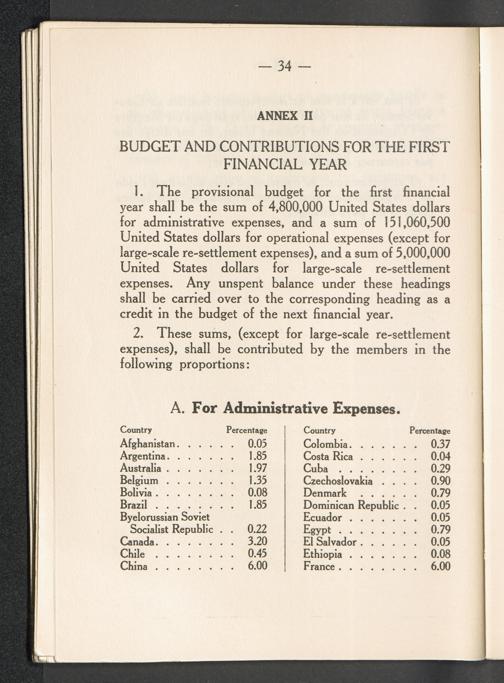 — 34 —
ANNEX II
BUDGET AND CONTRIBUTIONS FOR THE FIRST
FINANCIAL YEAR
1. The provisional budget for the first financial
year shall be the sum of 4,800,000 United States dollars
for administrative expenses, and a sum of 151,060,500
United States dollars for operational expenses (except for
large-scale re-settlement expenses), and a sum of 5,000,000
United States dollars for large-scale re-settlement
expenses. Any unspent balance under these headings
shall be carried over to the corresponding heading as a
credit in the budget of the next financial year.
2. These sums, (except for large-scale re-settlement
expenses), shall be contributed by the members in the
following proportions:
A. For Administrative Expenses.
Country Percentage
Afghanistan. . . . . . 0.05
Argentina. . . . . . . 1.85
Australia . . . . . . . 1.97
Belgium . . . . . . . 1.35
Bolivia . . . . . . . . 0.08
Brazil . . . . . . . . 1.85
Byelorussian Soviet
Socialist Republic . . 0.22
Canada. . . . . . . . 3.20
Chile . . . . . . . . 0.45
China . . . . . . . . 6.00
Country Percentage
Colombia. . . . . . . 0.37
Costa Rica . . . . . . 0.04
Cuba . . . . . . . . 0.29
Czechoslovakia . . . . 0.90
Denmark . . . . . 0.79
Dominican Republic . . 0.05
Ecuador . . . . . . . 0.05
Egypt . . . . . . . . 0.79
El Salvador . . . . . . 0.05
Ethiopia . . . . . . . 0.08
France . . . . . . . . 6.00